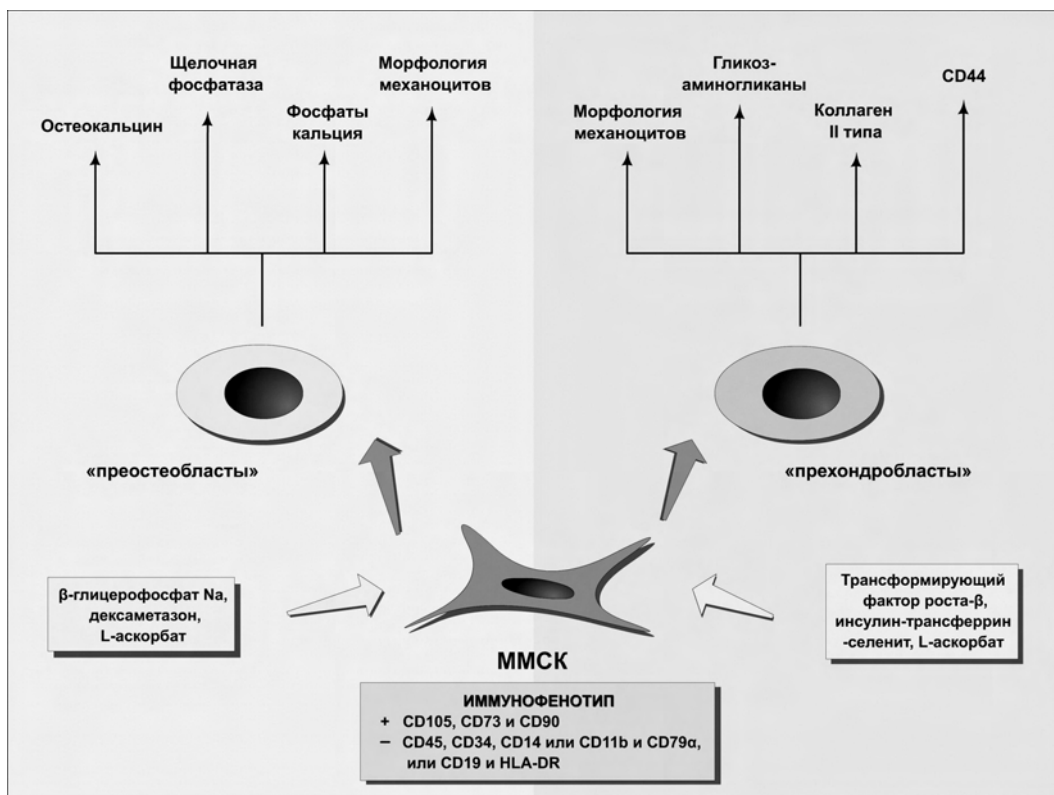 Остеокальцин
Щелочная
фосфатаза
Фосфаты
кальция
Морфология
механоцитов
Морфология
механоцитов
Гликоз-
аминогликаны
Коллаген
II типа
CD44
«преостеобласты»
«прехондробласты»
β-глицерофосфат Na,
дексаметазон,
L-аскорбат
Трансформирующий
фактор роста-β,
инсулин-трансферрин
-селенит, L-аскорбат
ММСК
ИММУНОФЕНОТИП
+ CD105, CD73 и CD90
– CD45, CD34, CD14 или CD11b и CD79α,
или CD19 и HLA-DR